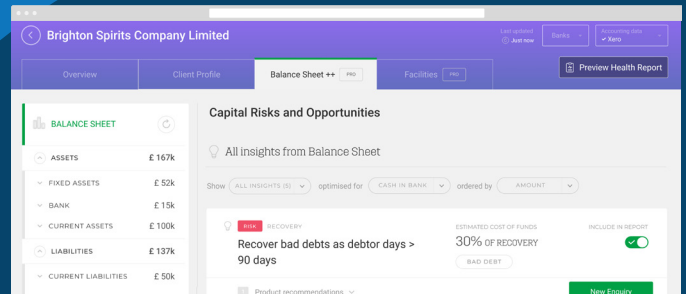 Brighton Spirits Company Limited
Last updated
Just now
Banks
Accounting data
Xero
Overview
Client Profile
Balance Sheet ++ PRO
Facilities PRO
Preview Health Report
BALANCE SHEET
ASSETS £ 167k
FIXED ASSETS £ 52k
BANK £ 15k
CURRENT ASSETS £ 100k
LIABILITIES £ 137k
CURRENT LIABILITIES £ 50k
Capital Risks and Opportunities
All insights from Balance Sheet
Show ALL INSIGHTS (5) optimised for CASH IN BANK ordered by AMOUNT
RISK RECOVERY
Recover bad debts as debtor days >
90 days
ESTIMATED COST OF FUNDS
30% OF RECOVERY
BAD DEBT
INCLUDE IN REPORT
Product recommendations
New Enquiry